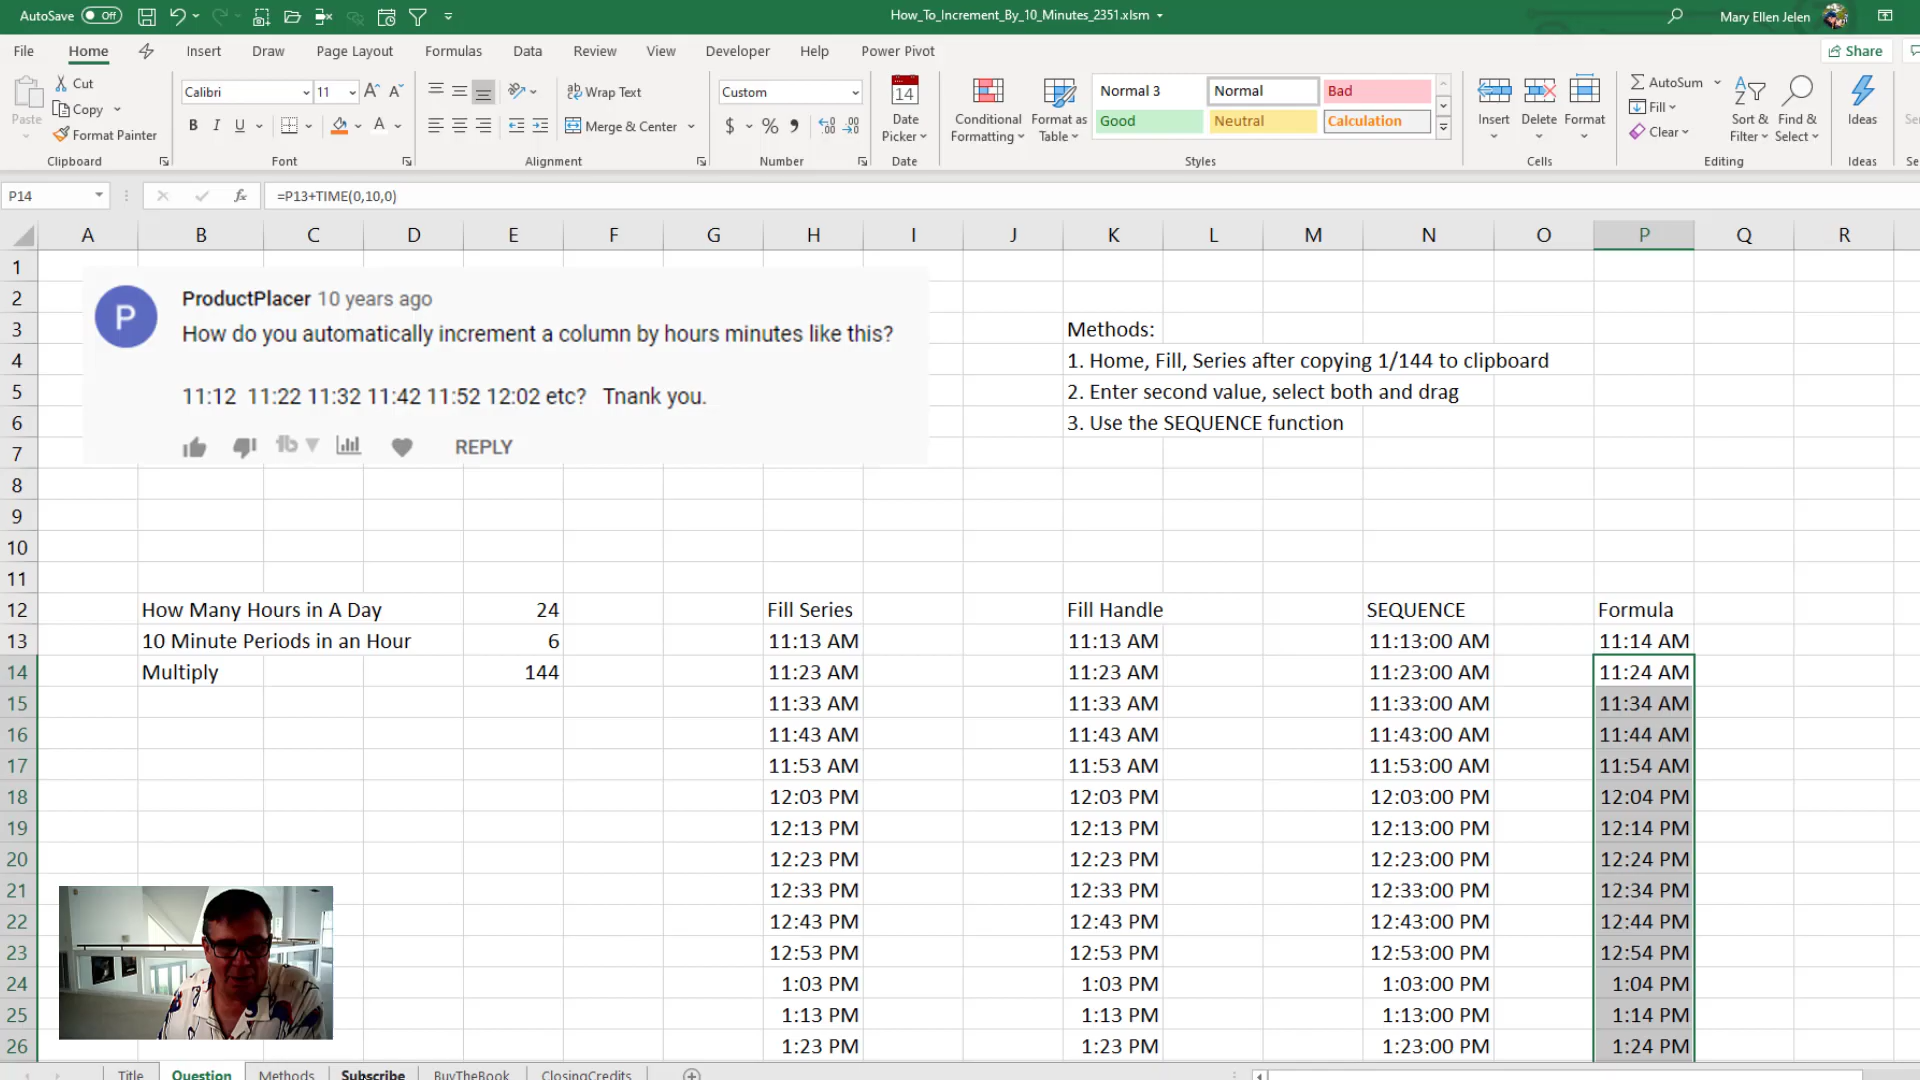 AutoSave Off How_To_Increment_By_10_Minutes_2351.xlsm Mary Ellen Jelen
File Home Insert Draw Page Layout Formulas Data Review View Developer Help Power Pivot Share
Paste Cut Copy Format Painter Clipboard
Calibri 11 B I U A Font
ab Wrap Text Merge & Center Alignment
Custom $ % Number
14 Date Picker Date
Conditional Formatting Format as Table Normal 3 Normal Bad Good Neutral Calculation Styles
Insert Delete Format Cells
AutoSum Fill Clear Sort & Filter Find & Select Editing
Ideas Ideas
P14 fx =P13+TIME(0,10,0)
A B C D E F G H I J K L M N O P Q R
1
P ProductPlacer 10 years ago
2
How do you automatically increment a column by hours minutes like this?
3 Methods:
4 1. Home, Fill, Series after copying 1/144 to clipboard
11:12 11:22 11:32 11:42 11:52 12:02 etc? Tnank you.
5 2. Enter second value, select both and drag
6 3. Use the SEQUENCE function
tb REPLY
7
8
9
10
11
12 How Many Hours in A Day 24 Fill Series Fill Handle SEQUENCE Formula
13 10 Minute Periods in an Hour 6 11:13 AM 11:13 AM 11:13:00 AM 11:14 AM
14 Multiply 144 11:23 AM 11:23 AM 11:23:00 AM 11:24 AM
15 11:33 AM 11:33 AM 11:33:00 AM 11:34 AM
16 11:43 AM 11:43 AM 11:43:00 AM 11:44 AM
17 11:53 AM 11:53 AM 11:53:00 AM 11:54 AM
18 12:03 PM 12:03 PM 12:03:00 PM 12:04 PM
19 12:13 PM 12:13 PM 12:13:00 PM 12:14 PM
20 12:23 PM 12:23 PM 12:23:00 PM 12:24 PM
21 12:33 PM 12:33 PM 12:33:00 PM 12:34 PM
22 12:43 PM 12:43 PM 12:43:00 PM 12:44 PM
23 12:53 PM 12:53 PM 12:53:00 PM 12:54 PM
24 1:03 PM 1:03 PM 1:03:00 PM 1:04 PM
25 1:13 PM 1:13 PM 1:13:00 PM 1:14 PM
26 1:23 PM 1:23 PM 1:23:00 PM 1:24 PM
Title Question Methods Subscribe BuyTheBook ClosingCredits